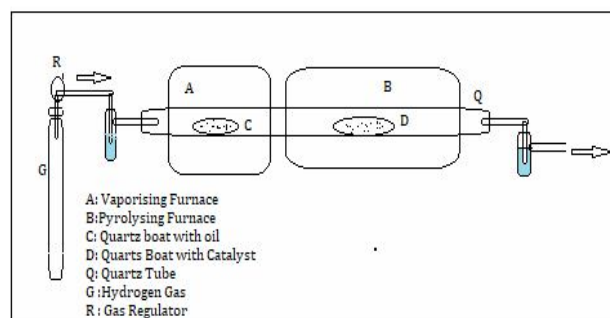 R
A
B
Q
C
D
G
A: Vaporising Furnace
B:Pyrolysing Furnace
C: Quartz boat with oil
D: Quarts Boat with Catalyst
Q: Quartz Tube
G :Hydrogen Gas
R : Gas Regulator